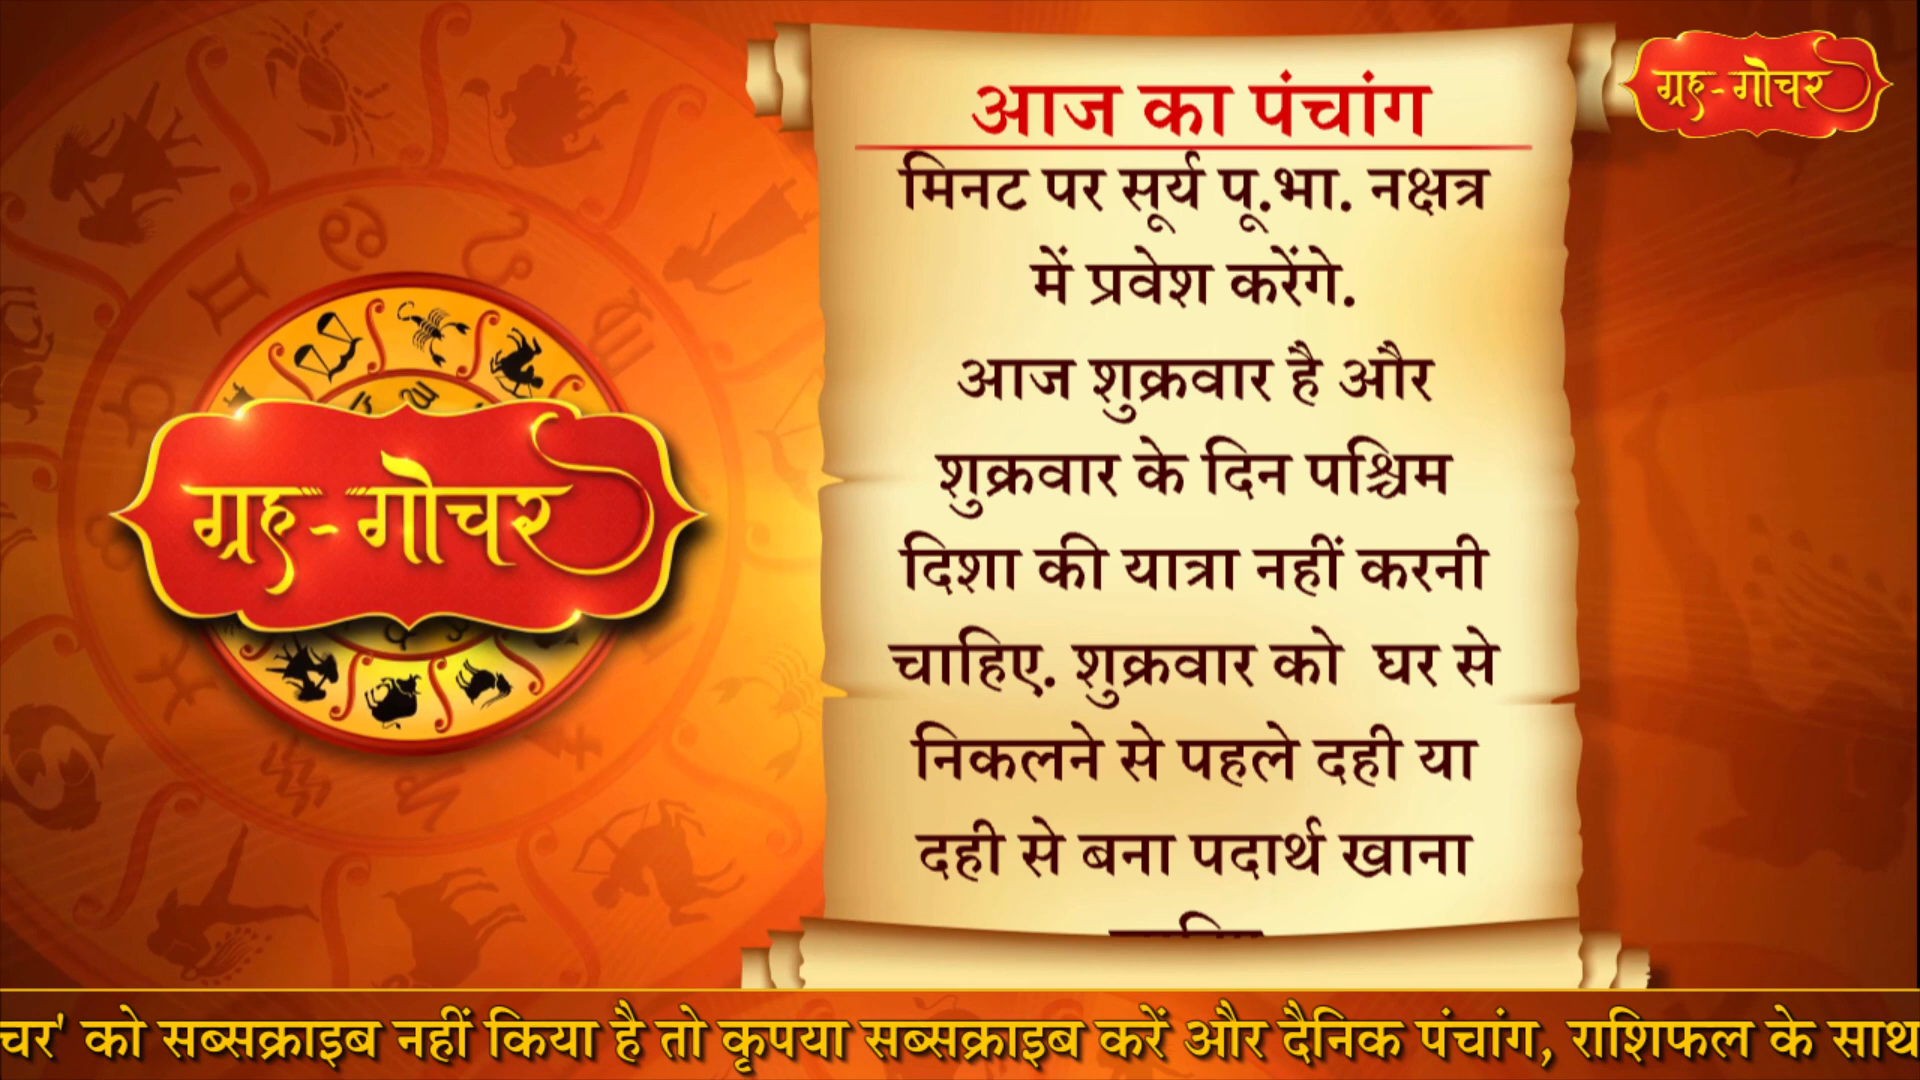 आज का पंचांग
ग्रह-गोचर
मिनट पर सूर्य पू.भा. नक्षत्र
में प्रवेश करेंगे.
आज शुक्रवार है और
शुक्रवार के दिन पश्चिम
दिशा की यात्रा नहीं करनी
चाहिए. शुक्रवार को घर से
निकलने से पहले दही या
दही से बना पदार्थ खाना
ग्रह-गोचर
चर' को सब्सक्राइब नहीं किया है तो कृपया सब्सक्राइब करें और दैनिक पंचांग, राशिफल के साथ